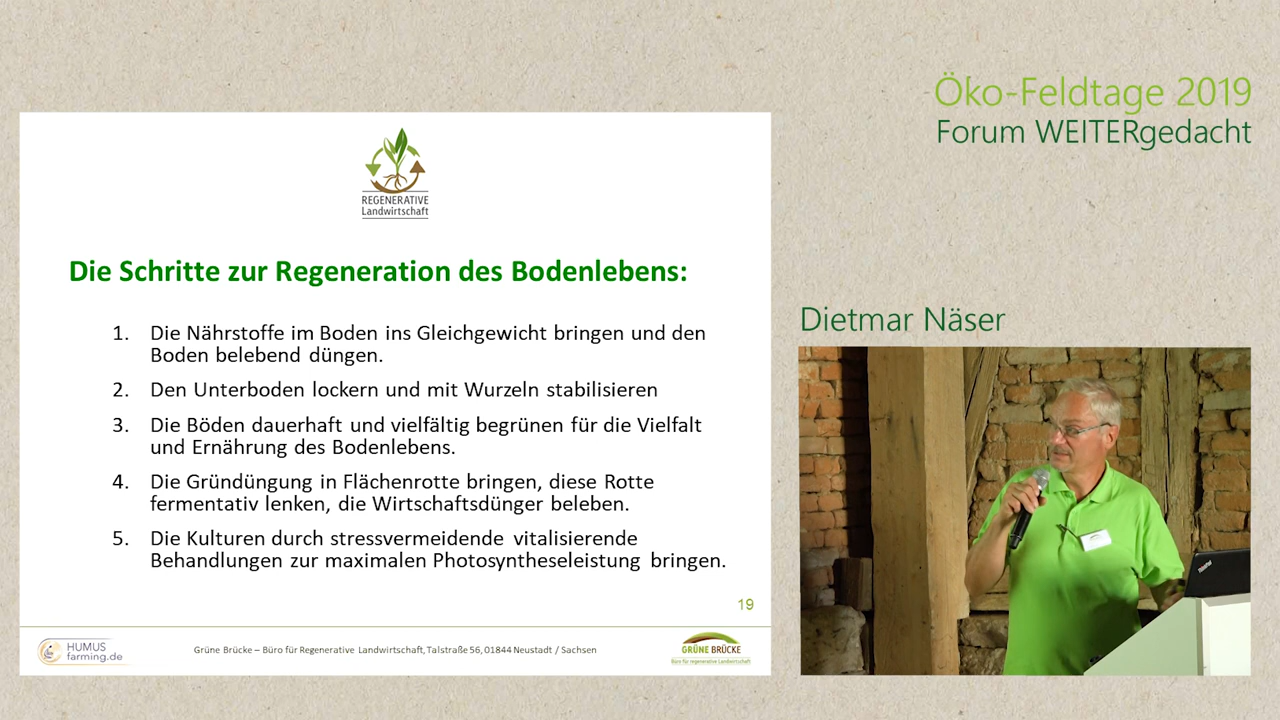 Öko-Feldtage 2019
Forum WEITERgedacht
REGENERATIVE
Landwirtschaft
Die Schritte zur Regeneration des Bodenlebens:
1. Die Nährstoffe im Boden ins Gleichgewicht bringen und den
Boden belebend düngen.
2. Den Unterboden lockern und mit Wurzeln stabilisieren
3. Die Böden dauerhaft und vielfältig begrünen für die Vielfalt
und Ernährung des Bodenlebens.
4. Die Gründüngung in Flächenrotte bringen, diese Rotte
fermentativ lenken, die Wirtschaftsdünger beleben.
5. Die Kulturen durch stressvermeidende vitalisierende
Behandlungen zur maximalen Photosyntheseleistung bringen.
19
HUMUS
farming.de
Grüne Brücke – Büro für Regenerative Landwirtschaft, Talstraße 56, 01844 Neustadt / Sachsen
GRÜNE BRÜCKE
Büro für regenerative Landwirtschaft
Dietmar Näser
ThinkPad